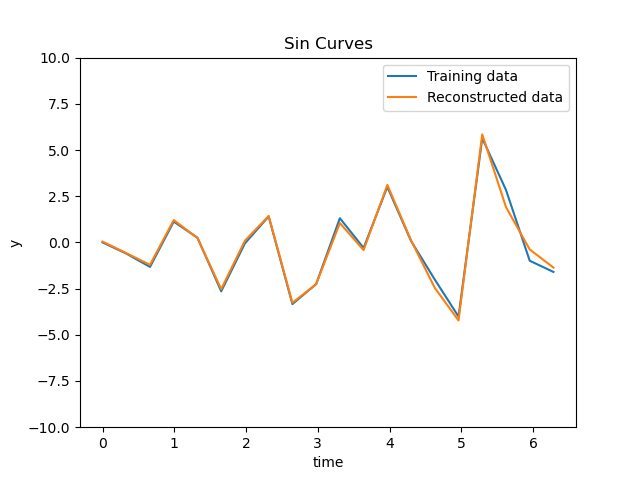 Sin Curves
Training data
Reconstructed data
10.0
7.5
5.0
2.5
0.0
−2.5
−5.0
−7.5
−10.0
y
0 1 2 3 4 5 6
time